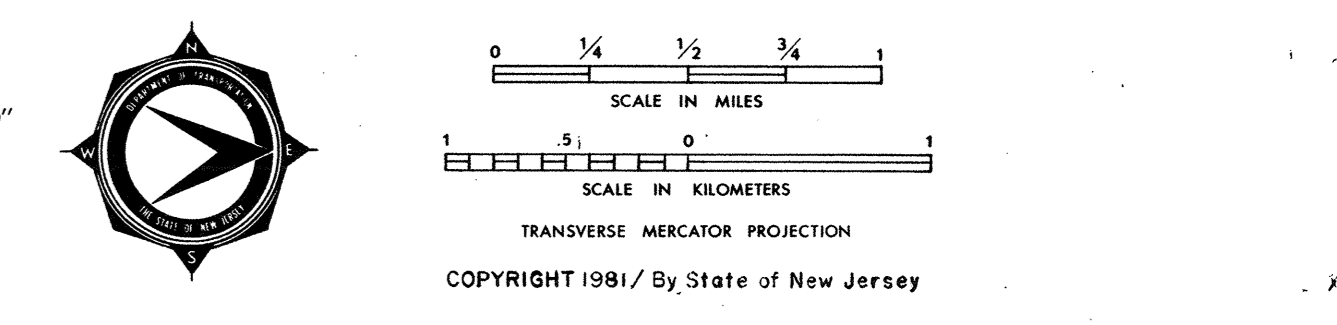 N
DEPARTMENT OF TRANSPORTATION
W E
THE STATE OF NEW JERSEY
S
0 1/4 1/2 3/4 1
SCALE IN MILES
1 .5 0 1
SCALE IN KILOMETERS
TRANSVERSE MERCATOR PROJECTION
COPYRIGHT 1981/ By State of New Jersey